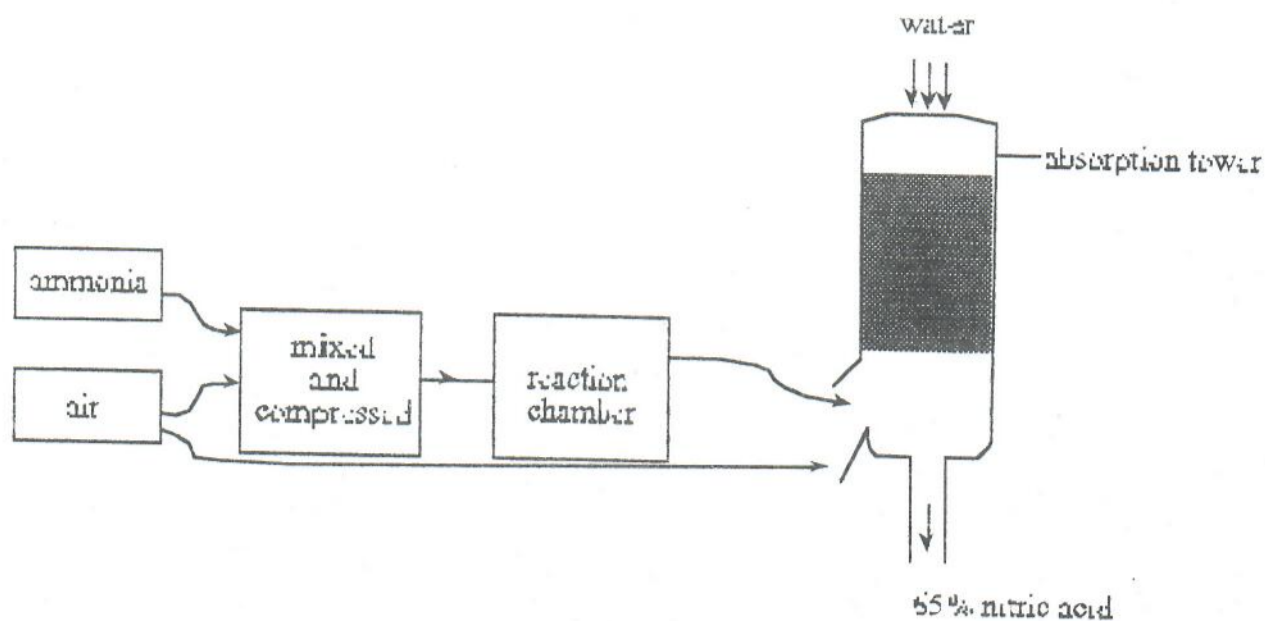 water
absorption tower
ammonia
mixed
and
compressed
reaction
chamber
air
65% nitric acid